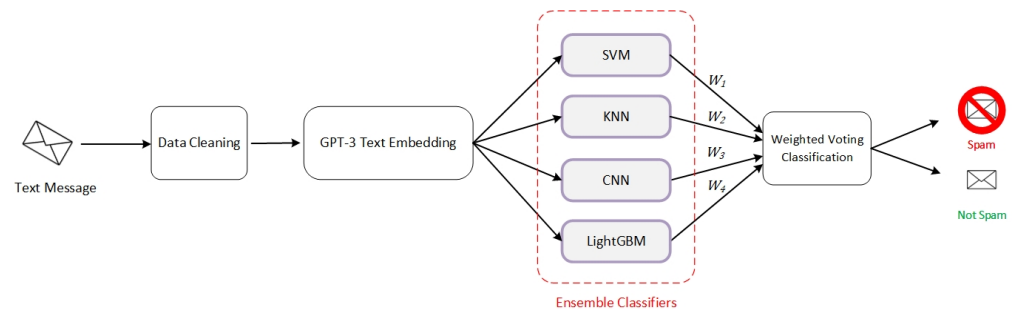 Text Message
Data Cleaning
GPT-3 Text Embedding
SVM
KNN
CNN
LightGBM
Ensemble Classifiers
W1
W2
W3
W4
Weighted Voting
Classification
Spam
Not Spam